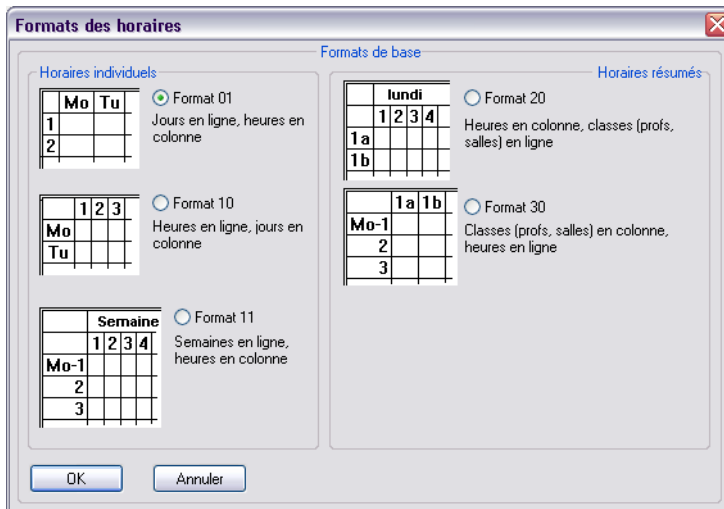 Formats des horaires
Formats de base
Horaires individuels
Mo Tu
1
2
Format 01
Jours en ligne, heures en
colonne
1 2 3
Mo
Tu
Format 10
Heures en ligne, jours en
colonne
Semaine
1 2 3 4
Mo-1
2
3
Format 11
Semaines en ligne,
heures en colonne
Horaires résumés
lundi
1 2 3 4
1a
1b
Format 20
Heures en colonne, classes (profs,
salles) en ligne
1a 1b
Mo-1
2
3
Format 30
Classes (profs, salles) en colonne,
heures en ligne
OK
Annuler